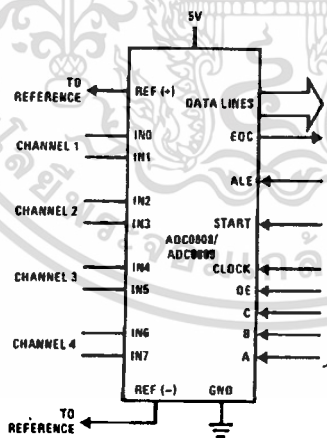 5V
TO
REFERENCE
REF (+)
DATA LINES
EOC
CHANNEL 1
IN0
IN1
ALE
CHANNEL 2
IN2
IN3
START
ADC0808/
ADC0809
CHANNEL 3
IN4
IN5
CLOCK
OE
C
CHANNEL 4
IN6
IN7
B
A
REF (-)
GND
TO
REFERENCE